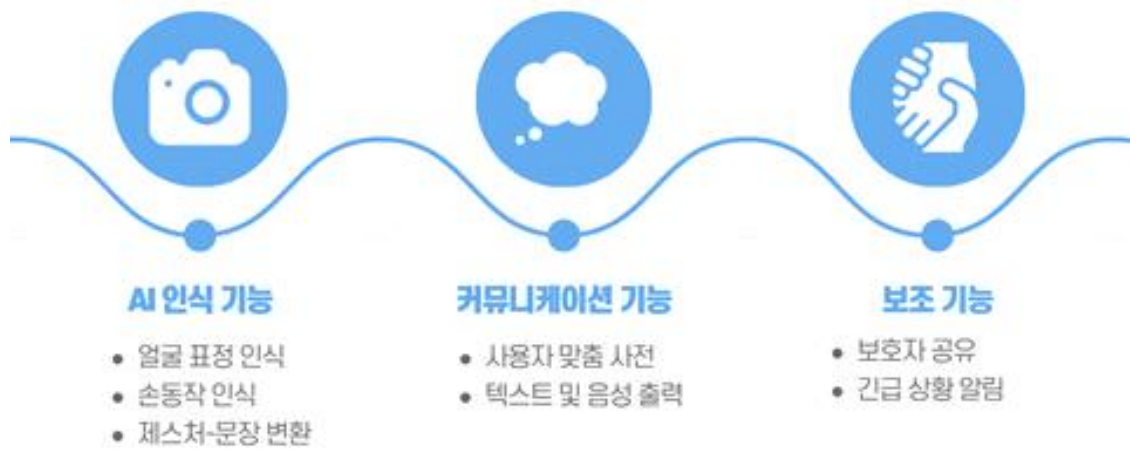 AI 인식 기능
• 얼굴 표정 인식
• 손동작 인식
• 제스처-문장 변환
커뮤니케이션 기능
• 사용자 맞춤 사전
• 텍스트 및 음성 출력
보조 기능
• 보호자 공유
• 긴급 상황 알림